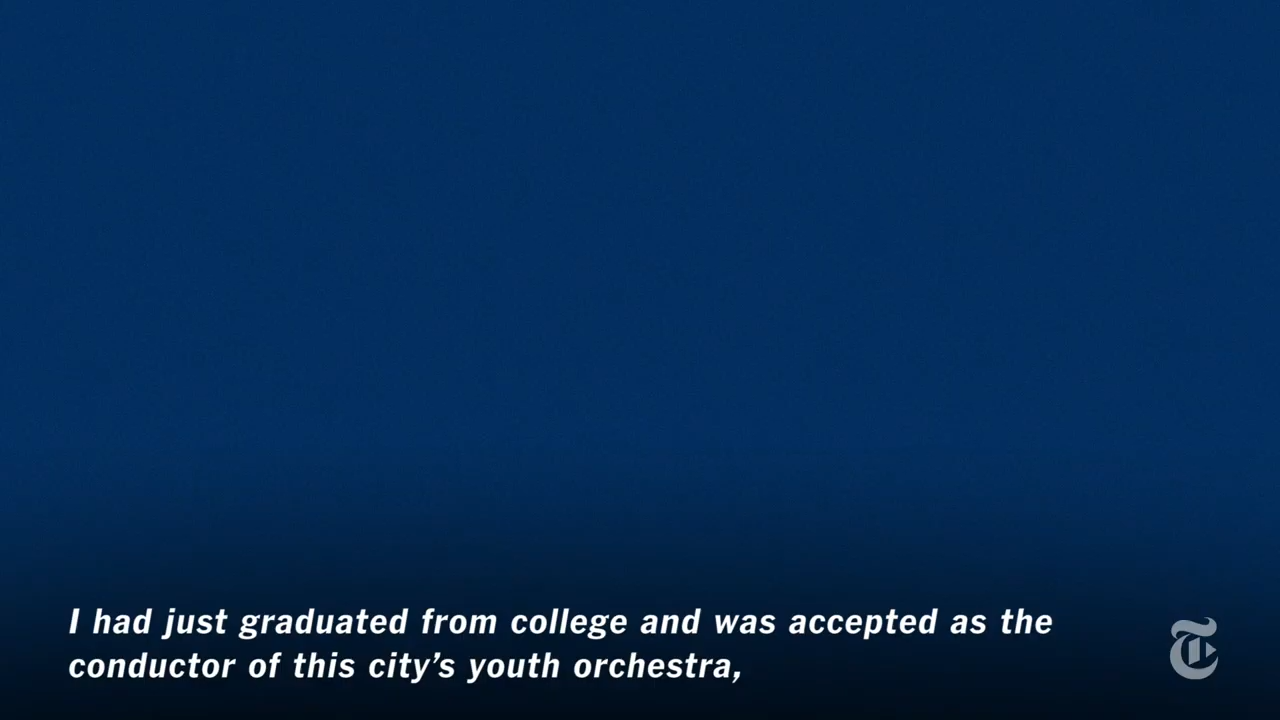 I had just graduated from college and was accepted as the
conductor of this city’s youth orchestra,